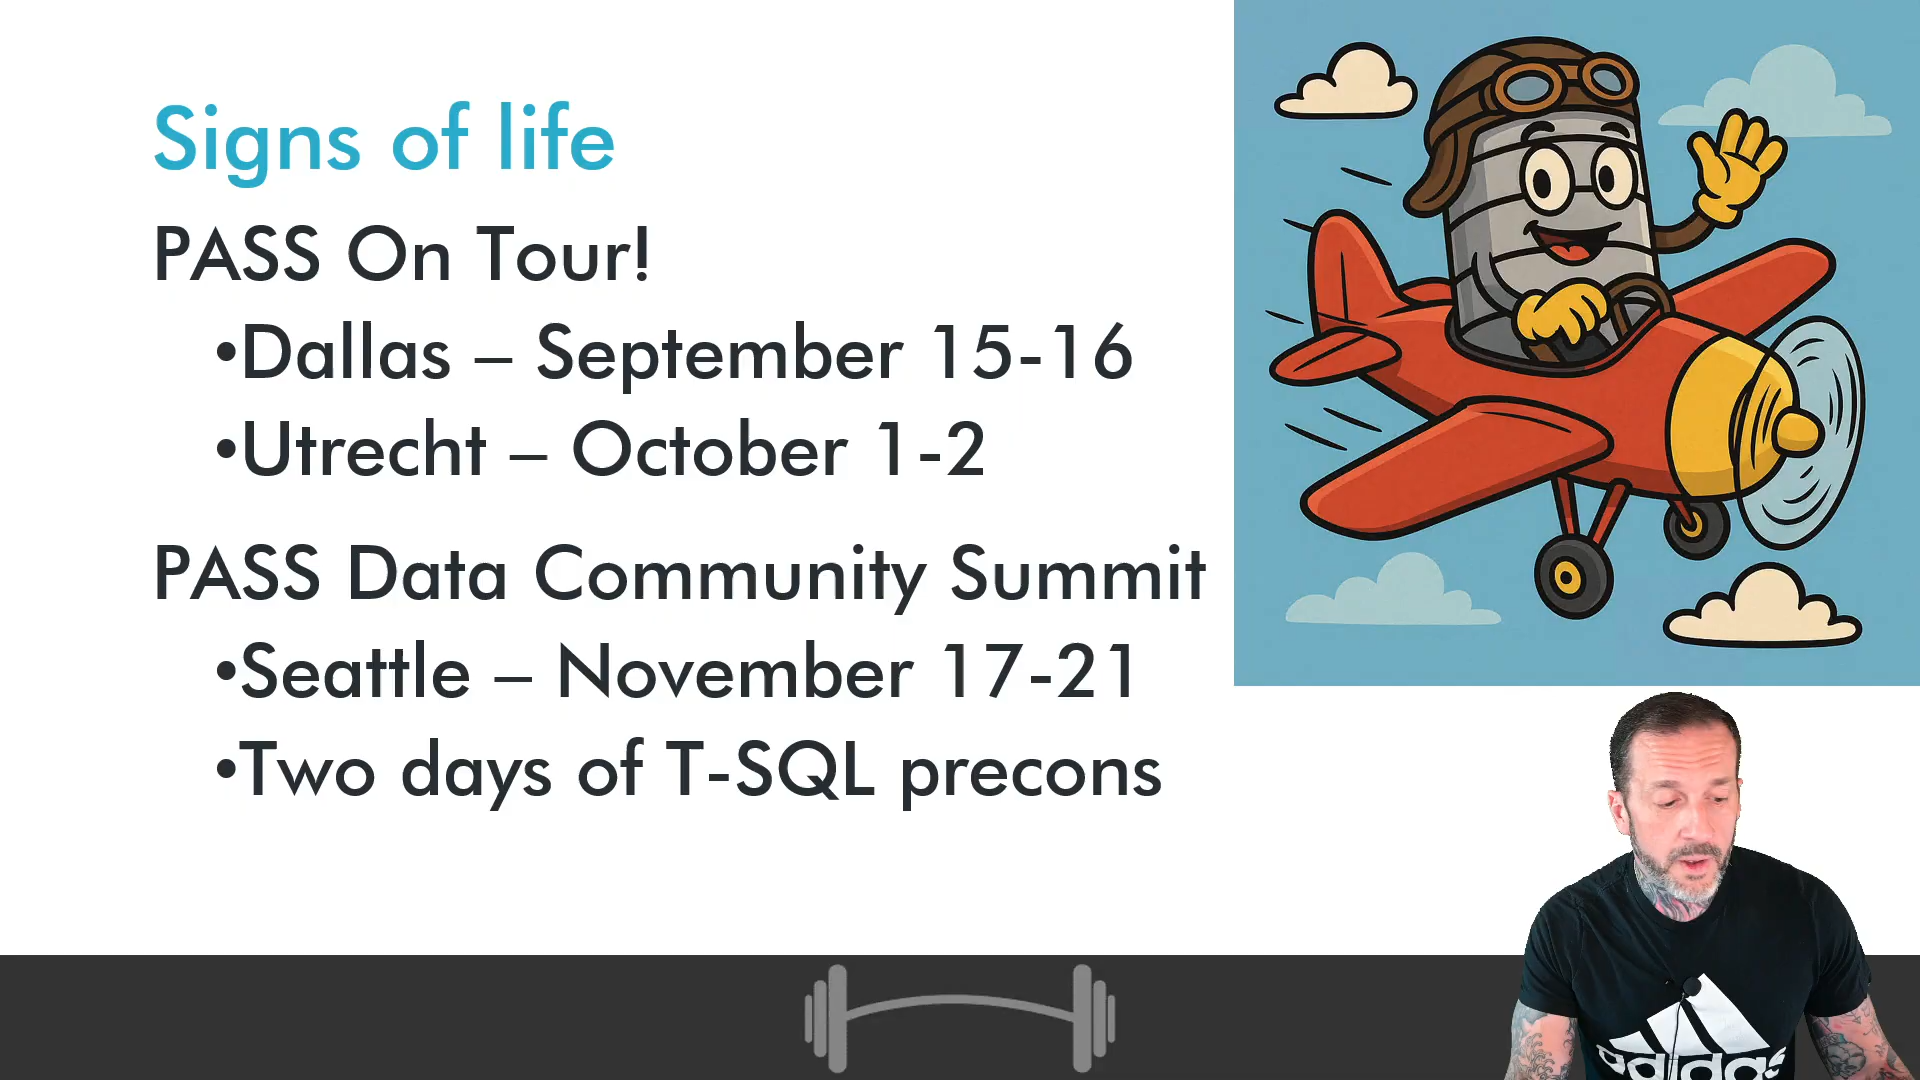 Signs of life
PASS On Tour!
•Dallas – September 15-16
•Utrecht – October 1-2
PASS Data Community Summit
•Seattle – November 17-21
•Two days of T-SQL precons
adidas